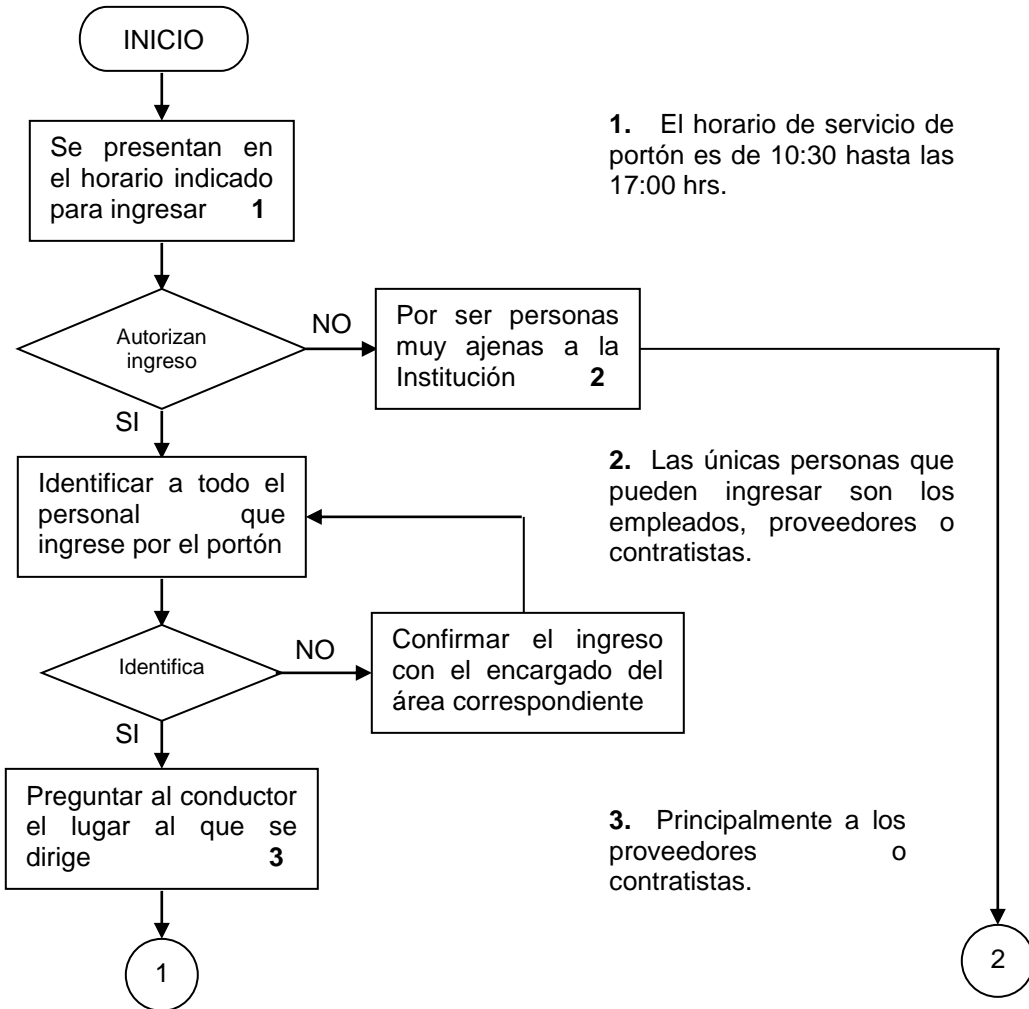 INICIO
Se presentan en
el horario indicado
para ingresar 1
1. El horario de servicio de
portón es de 10:30 hasta las
17:00 hrs.
Autorizan
ingreso
NO
Por ser personas
muy ajenas a la
Institución 2
SI
Identificar a todo el
personal que
ingrese por el portón
2. Las únicas personas que
pueden ingresar son los
empleados, proveedores o
contratistas.
Identifica
NO
Confirmar el ingreso
con el encargado del
área correspondiente
SI
Preguntar al conductor
el lugar al que se
dirige 3
3. Principalmente a los
proveedores o
contratistas.
1
2